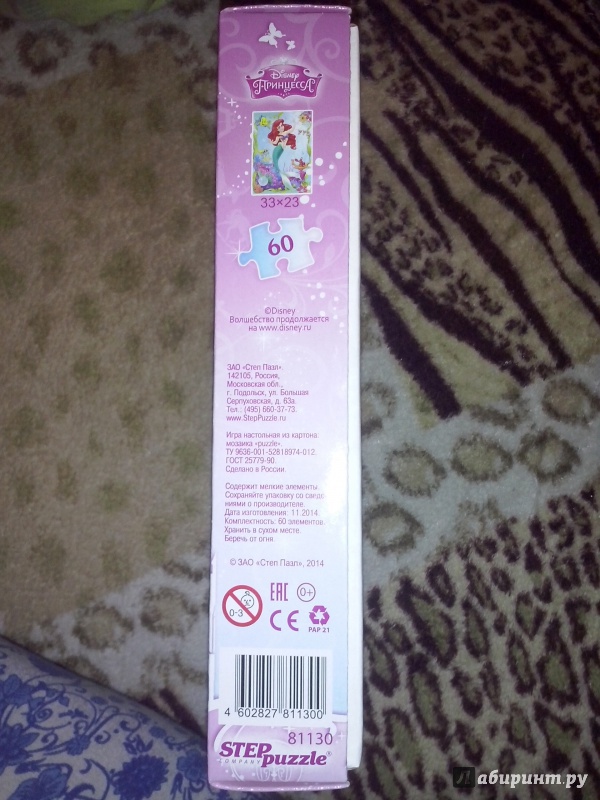 Disney
ПРИНЦЕССА
33×23
60
©Disney
Волшебство продолжается
на www.disney.ru
ЗАО «Степ Пазл».
142105, Россия,
Московская обл.,
г. Подольск, ул. Большая
Серпуховская, д. 63а.
Тел.: (495) 660-37-73.
www.StepPuzzle.ru
Игра настольная из картона:
мозаика «puzzle».
ТУ 9636-001-52818974-012.
ГОСТ 25779-90.
Сделано в России.
Содержит мелкие элементы.
Сохраняйте упаковку со сведе-
ниями о производителе.
Дата изготовления: 11.2014
Комплектность: 60 элементов.
Хранить в сухом месте.
Беречь от огня.
© ЗАО «Степ Пазл», 2014
0-3
EAC 0+
CE
PAP 21
4 602827 811300
81130
STEP puzzle®
COMPANY
лабиринт.ру